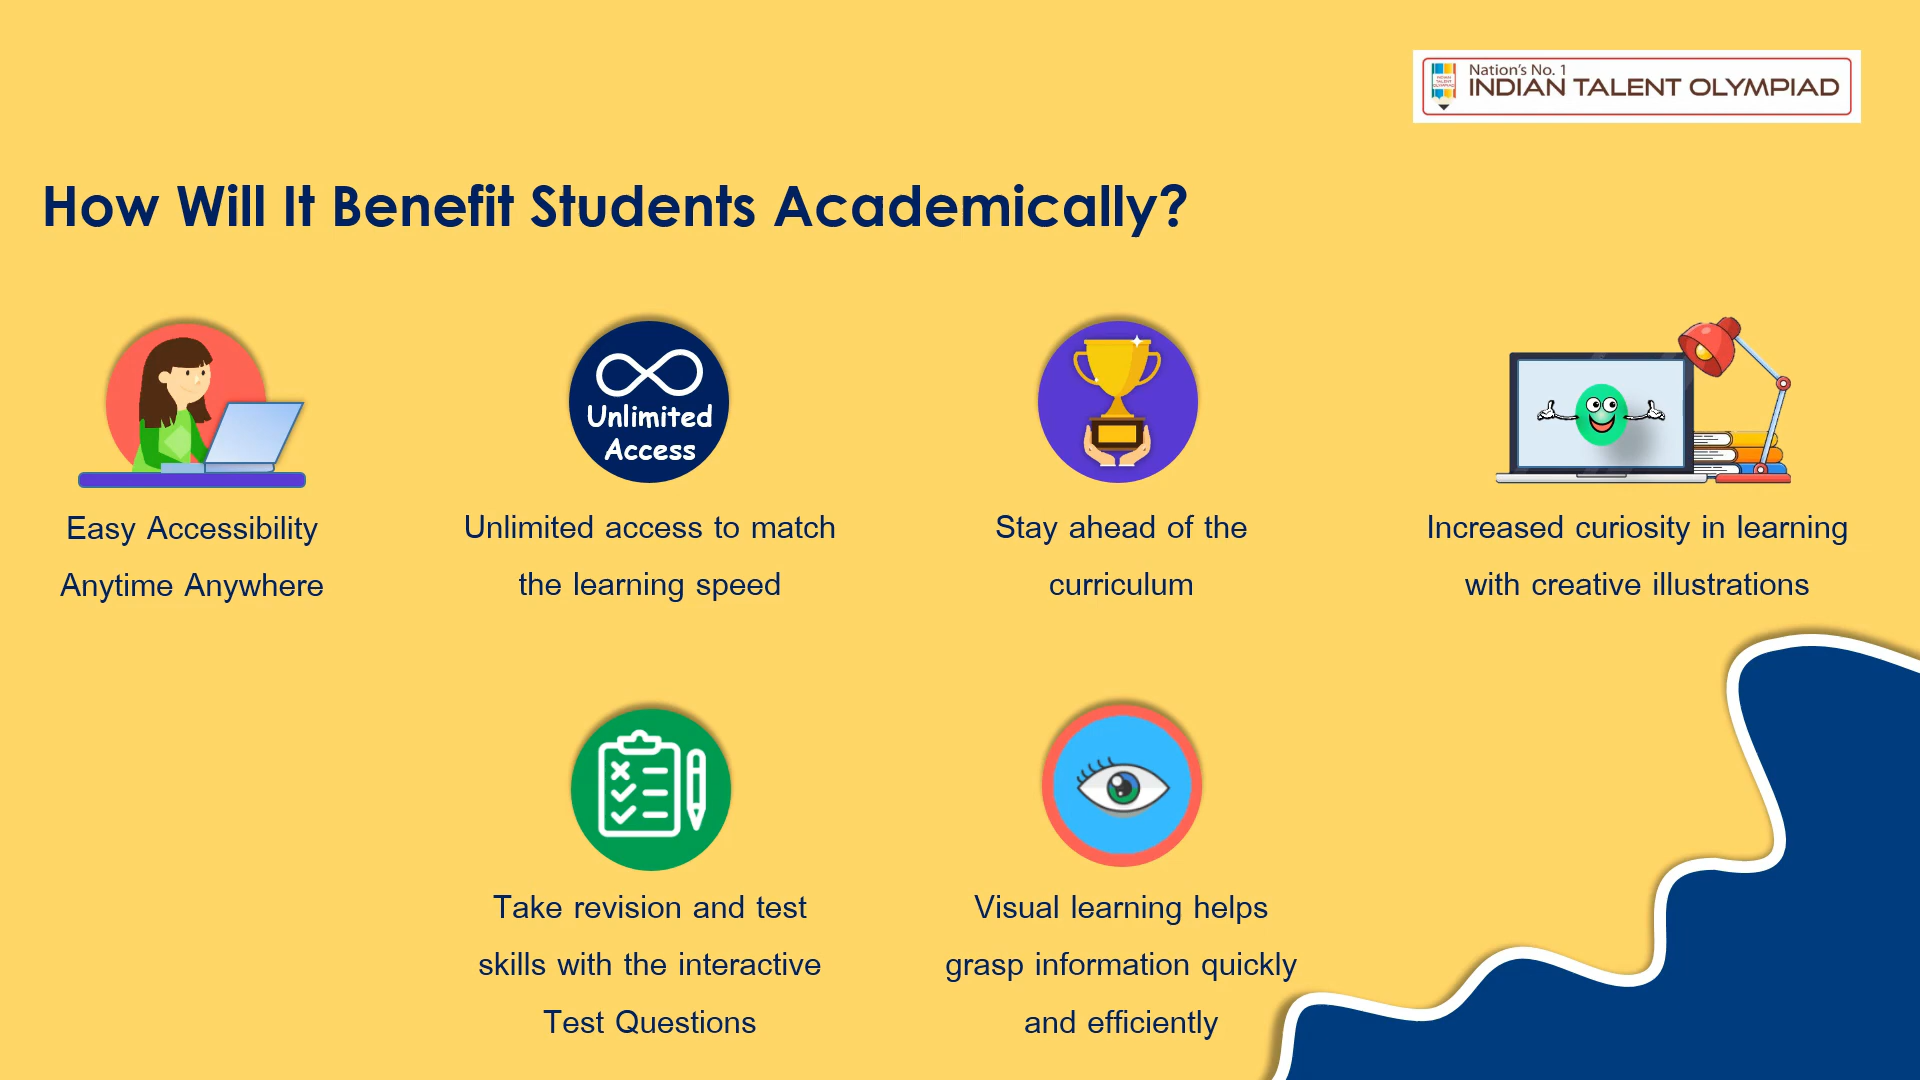 Nation's No. 1
INDIAN TALENT OLYMPIAD
How Will It Benefit Students Academically?
Unlimited
Access
Easy Accessibility
Anytime Anywhere
Unlimited access to match
the learning speed
Stay ahead of the
curriculum
Increased curiosity in learning
with creative illustrations
Take revision and test
skills with the interactive
Test Questions
Visual learning helps
grasp information quickly
and efficiently